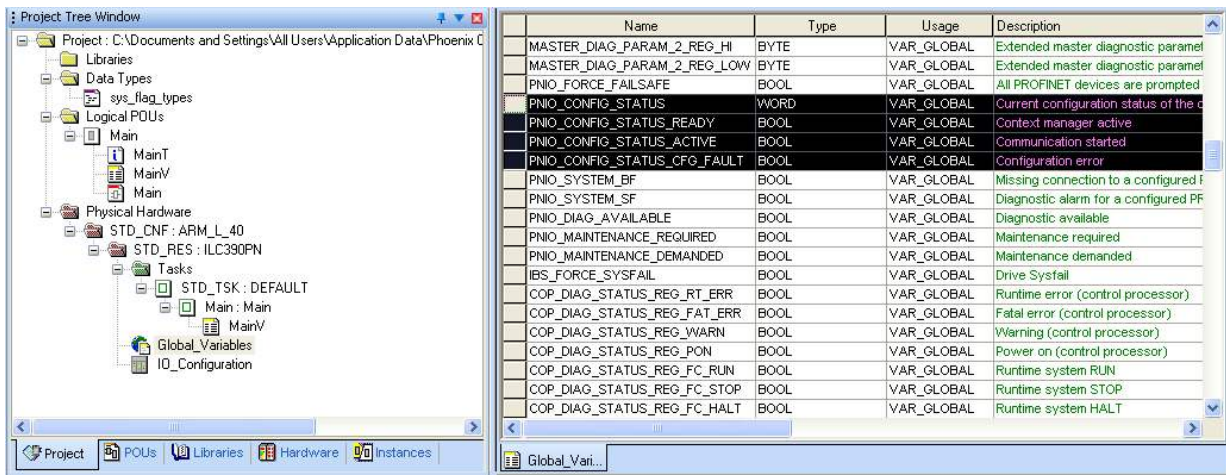 Project Tree Window
Project : C:\Documents and Settings\All Users\Application Data\Phoenix C
Libraries
Data Types
sys_flag_types
Logical POUs
Main
MainT
MainV
Main
Physical Hardware
STD_CNF : ARM_L_40
STD_RES : ILC390PN
Tasks
STD_TSK : DEFAULT
Main : Main
MainV
Global_Variables
IO_Configuration
Project POUs Libraries Hardware Instances
Name Type Usage Description
MASTER_DIAG_PARAM_2_REG_HI BYTE VAR_GLOBAL Extended master diagnostic paramet
MASTER_DIAG_PARAM_2_REG_LOW BYTE VAR_GLOBAL Extended master diagnostic paramet
PNIO_FORCE_FAILSAFE BOOL VAR_GLOBAL All PROFINET devices are prompted
PNIO_CONFIG_STATUS WORD VAR_GLOBAL Current configuration status of the c
PNIO_CONFIG_STATUS_READY BOOL VAR_GLOBAL Context manager active
PNIO_CONFIG_STATUS_ACTIVE BOOL VAR_GLOBAL Communication started
PNIO_CONFIG_STATUS_CFG_FAULT BOOL VAR_GLOBAL Configuration error
PNIO_SYSTEM_BF BOOL VAR_GLOBAL Missing connection to a configured P
PNIO_SYSTEM_SF BOOL VAR_GLOBAL Diagnostic alarm for a configured PR
PNIO_DIAG_AVAILABLE BOOL VAR_GLOBAL Diagnostic available
PNIO_MAINTENANCE_REQUIRED BOOL VAR_GLOBAL Maintenance required
PNIO_MAINTENANCE_DEMANDED BOOL VAR_GLOBAL Maintenance demanded
IBS_FORCE_SYSFAIL BOOL VAR_GLOBAL Drive Sysfail
COP_DIAG_STATUS_REG_RT_ERR BOOL VAR_GLOBAL Runtime error (control processor)
COP_DIAG_STATUS_REG_FAT_ERR BOOL VAR_GLOBAL Fatal error (control processor)
COP_DIAG_STATUS_REG_WARN BOOL VAR_GLOBAL Warning (control processor)
COP_DIAG_STATUS_REG_PON BOOL VAR_GLOBAL Power on (control processor)
COP_DIAG_STATUS_REG_FC_RUN BOOL VAR_GLOBAL Runtime system RUN
COP_DIAG_STATUS_REG_FC_STOP BOOL VAR_GLOBAL Runtime system STOP
COP_DIAG_STATUS_REG_FC_HALT BOOL VAR_GLOBAL Runtime system HALT
Global_Vari...